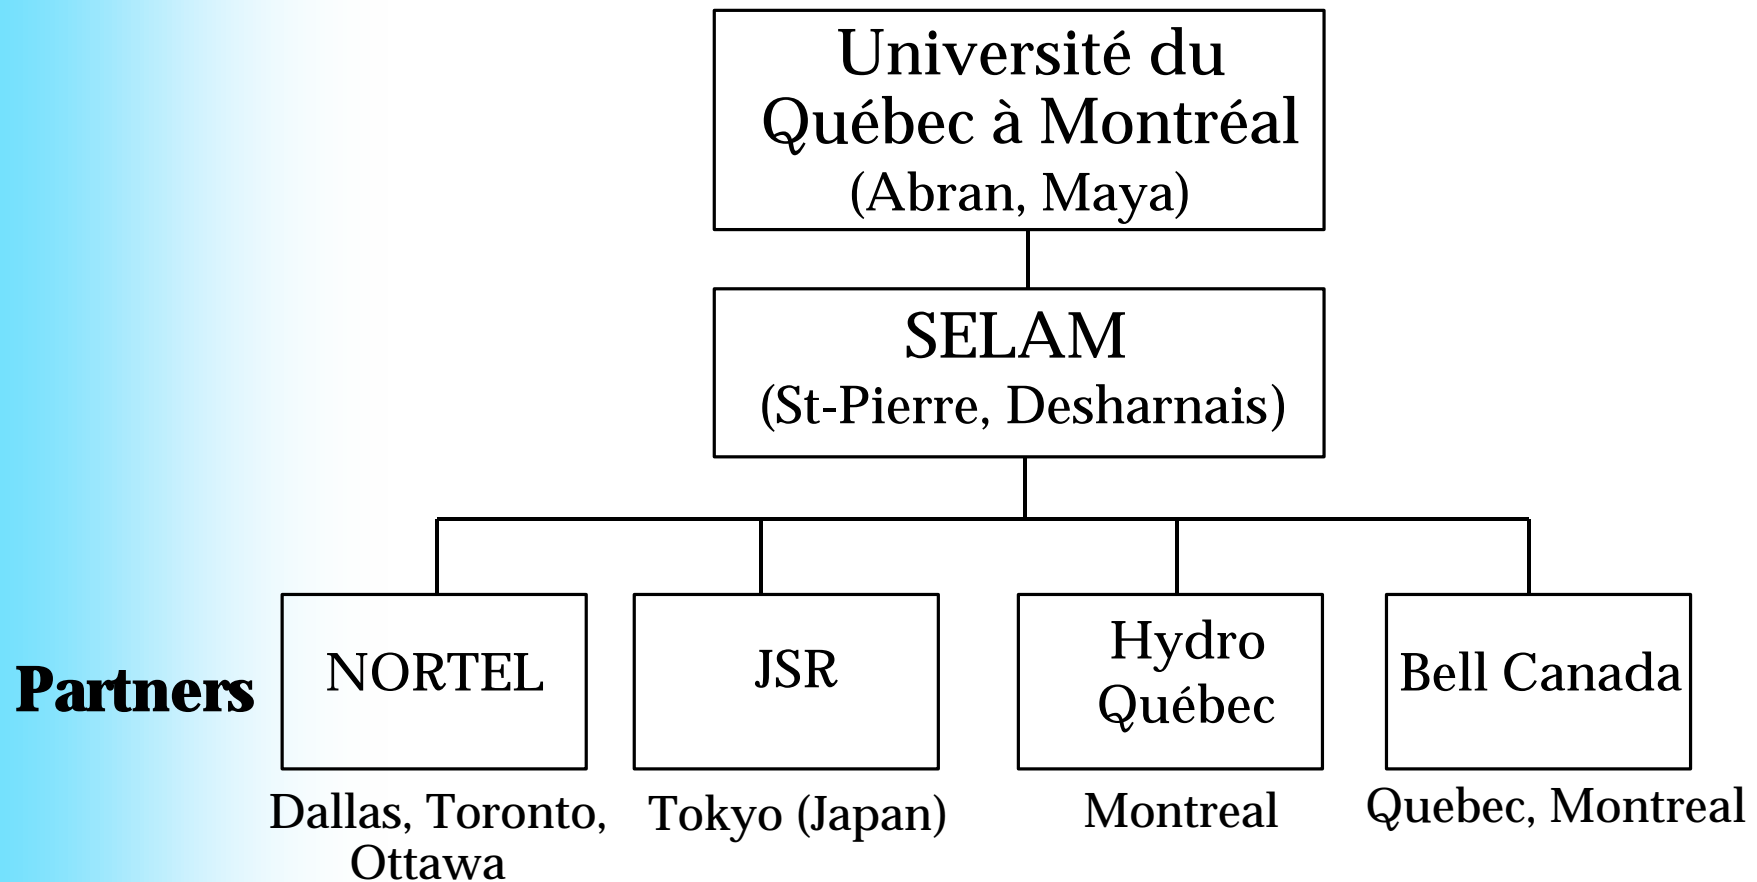 Université du
Québec à Montréal
(Abran, Maya)
SELAM
(St-Pierre, Desharnais)
Partners
NORTEL
JSR
Hydro
Québec
Bell Canada
Dallas, Toronto,
Ottawa
Tokyo (Japan)
Montreal
Quebec, Montreal